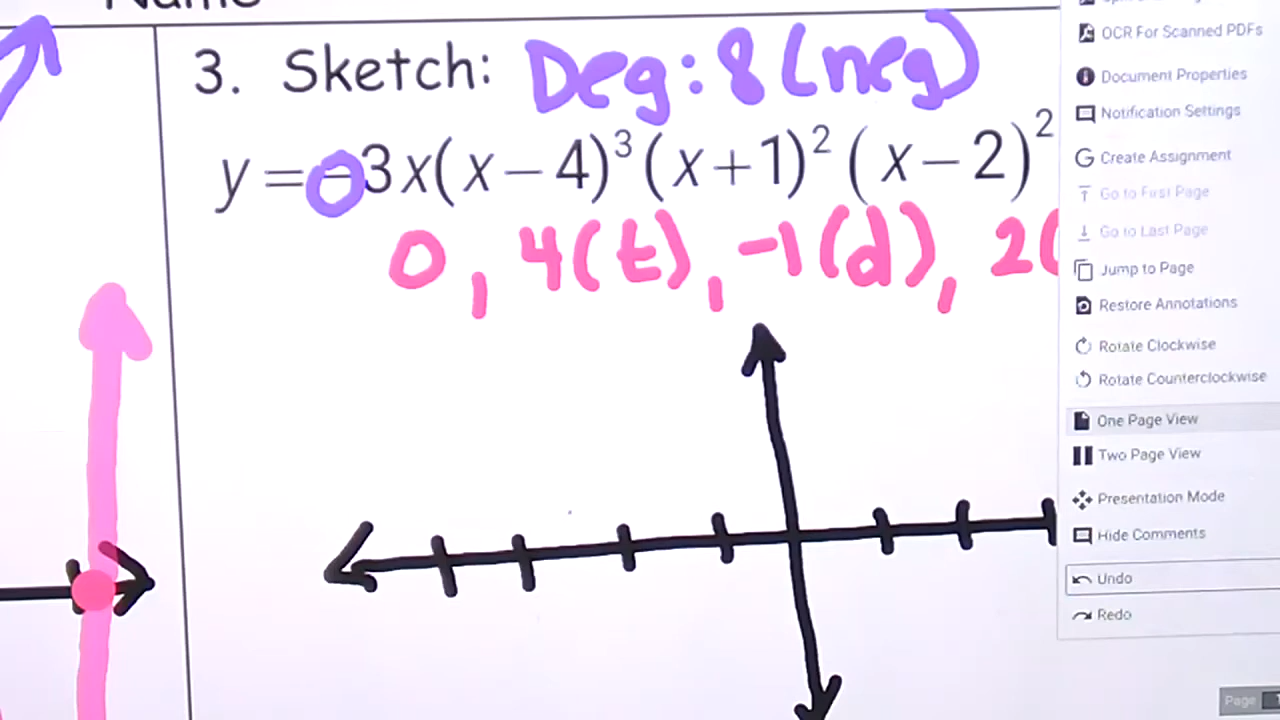 Name
3. Sketch: Deg: 8 (neg)
y = -3x(x-4)³(x+1)²(x-2)²
0, 4(t), -1(d), 2(
OCR For Scanned PDFs
Document Properties
Notification Settings
Create Assignment
Go to First Page
Go to Last Page
Jump to Page
Restore Annotations
Rotate Clockwise
Rotate Counterclockwise
One Page View
Two Page View
Presentation Mode
Hide Comments
Undo
Redo
Page